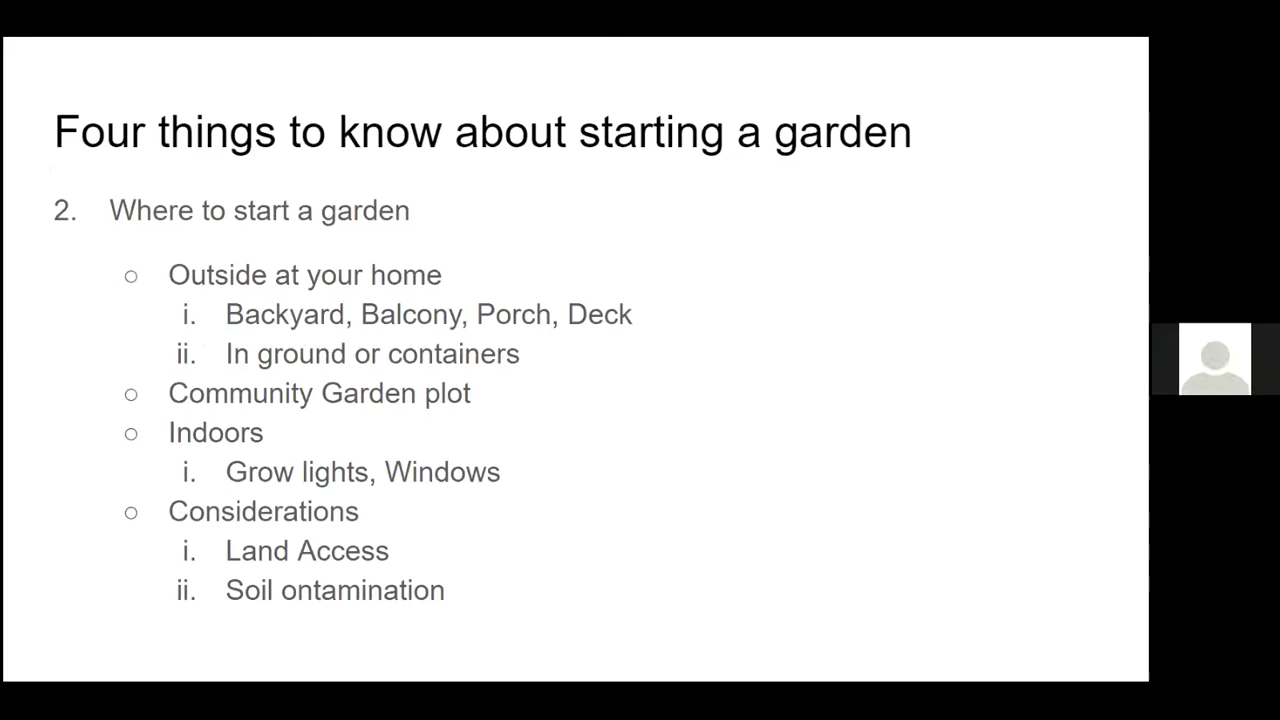 Four things to know about starting a garden
2. Where to start a garden
○ Outside at your home
i. Backyard, Balcony, Porch, Deck
ii. In ground or containers
○ Community Garden plot
○ Indoors
i. Grow lights, Windows
○ Considerations
i. Land Access
ii. Soil ontamination